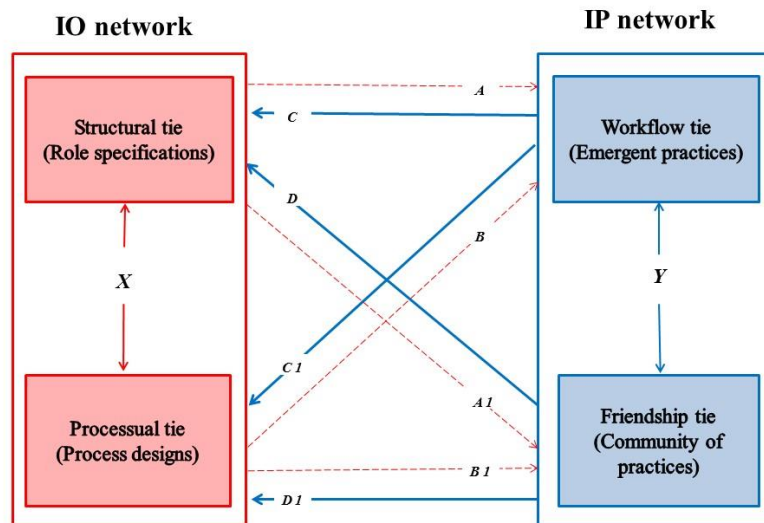 IO network
IP network
Structural tie
(Role specifications)
A
C
Workflow tie
(Emergent practices)
D
B
X
Y
C 1
A 1
Processual tie
(Process designs)
B 1
D 1
Friendship tie
(Community of
practices)